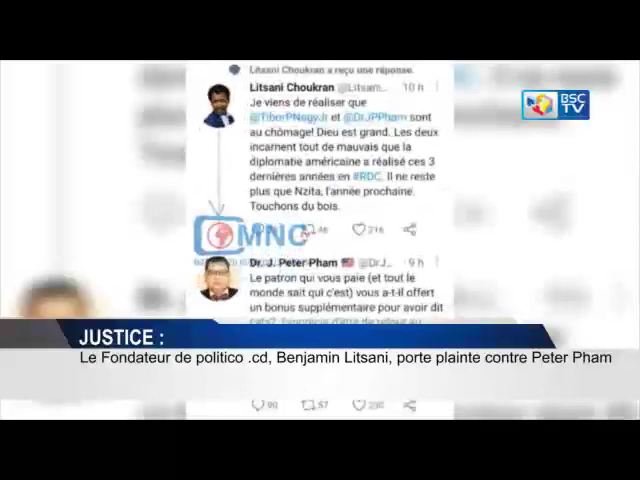 Litsani Choukran a reçu une réponse.
Litsani Choukran @Litsani... 10 h
Je viens de réaliser que
@TiborPNagyJr et @DrJPPham sont
au chômage! Dieu est grand. Les deux
incarnent tout de mauvais que la
diplomatie américaine a réalisé ces 3
dernières années en #RDC. Il ne reste
plus que Nzita, l'année prochaine.
Touchons du bois.
46 216
MNC
Dr. J. Peter Pham @DrJ... 9 h
Le patron qui vous paie (et tout le
monde sait qui c'est) vous a-t-il offert
un bonus supplémentaire pour avoir dit
BSC
TV
JUSTICE :
Le Fondateur de politico .cd, Benjamin Litsani, porte plainte contre Peter Pham
90 57 230